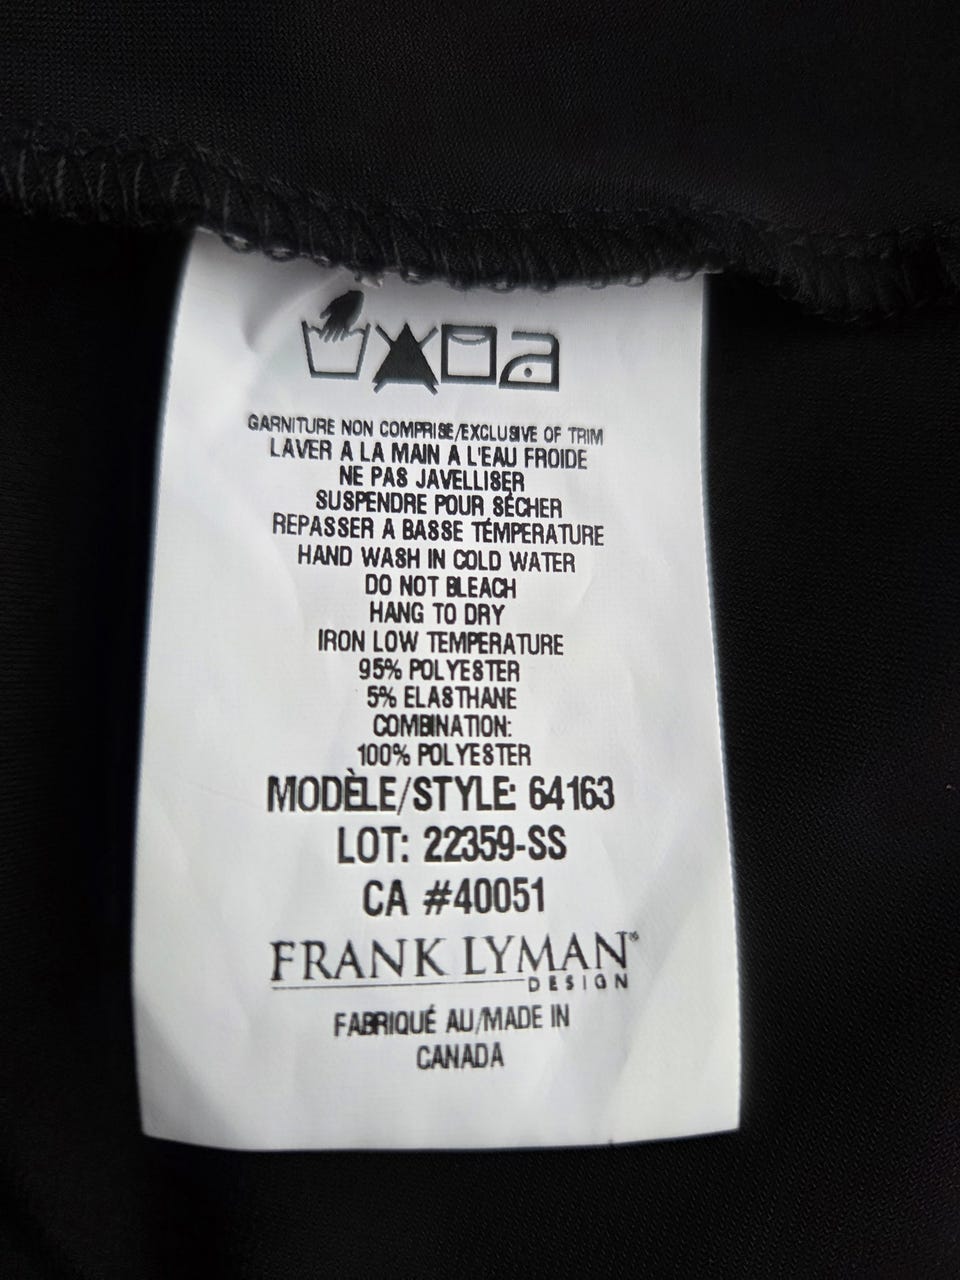 GARNITURE NON COMPRISE/EXCLUSIVE OF TRIM
LAVER A LA MAIN A L'EAU FROIDE
NE PAS JAVELLISER
SUSPENDRE POUR SÉCHER
REPASSER A BASSE TÉMPERATURE
HAND WASH IN COLD WATER
DO NOT BLEACH
HANG TO DRY
IRON LOW TEMPERATURE
95% POLYESTER
5% ELASTHANE
COMBINATION:
100% POLYESTER
MODÈLE/STYLE: 64163
LOT: 22359-SS
CA #40051
FRANK LYMAN™
DESIGN
FABRIQUÉ AU/MADE IN
CANADA